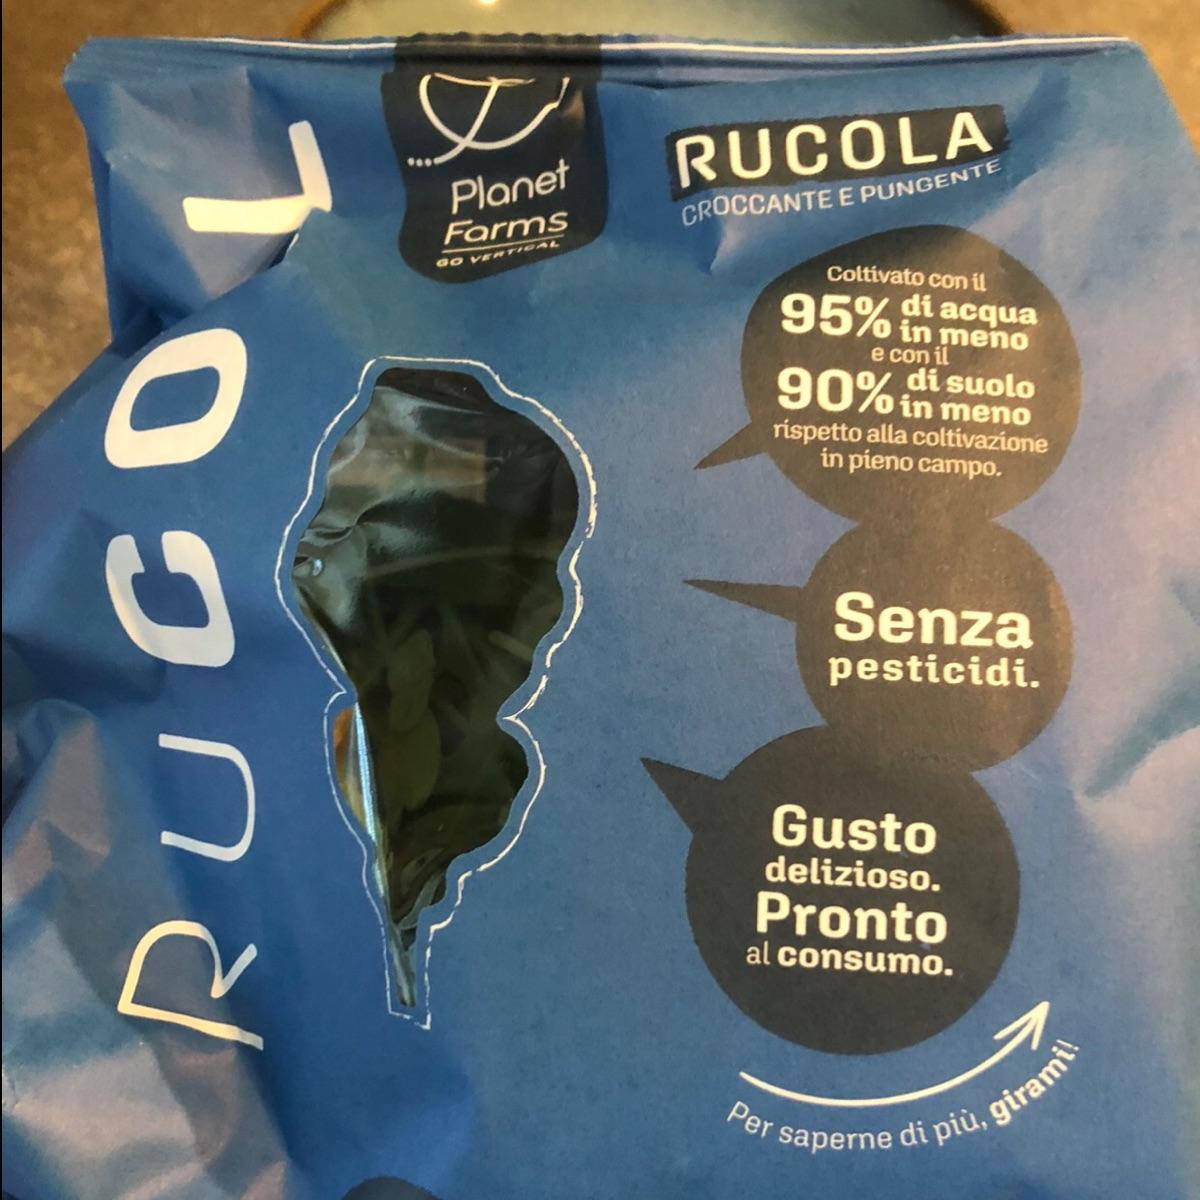 RUCOL
Planet
Farms
GO VERTICAL
RUCOLA
CROCCANTE E PUNGENTE
Coltivato con il
95% di acqua
in meno
e con il
90% di suolo
in meno
rispetto alla coltivazione
in pieno campo.
Senza
pesticidi.
Gusto
delizioso.
Pronto
al consumo.
Per saperne di più, girami!